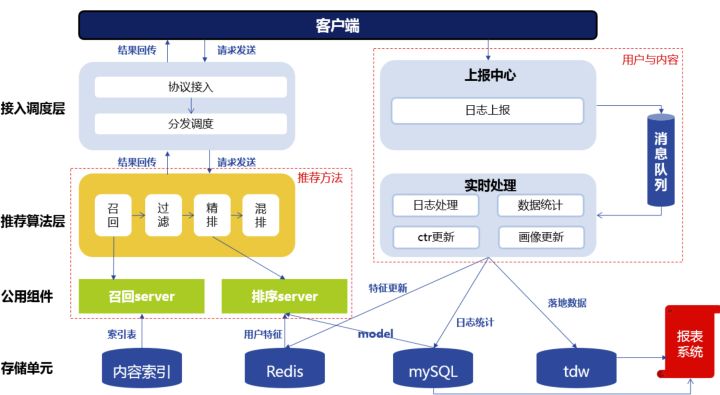 客户端
结果回传
请求发送
用户与内容
接入调度层
协议接入
分发调度
上报中心
日志上报
消息队列
结果回传
请求发送
推荐方法
推荐算法层
召回
过滤
精排
混排
实时处理
日志处理
数据统计
ctr更新
画像更新
公用组件
召回server
排序server
特征更新
落地数据
索引表
用户特征
model
日志统计
报表
系统
存储单元
内容索引
Redis
mySQL
tdw